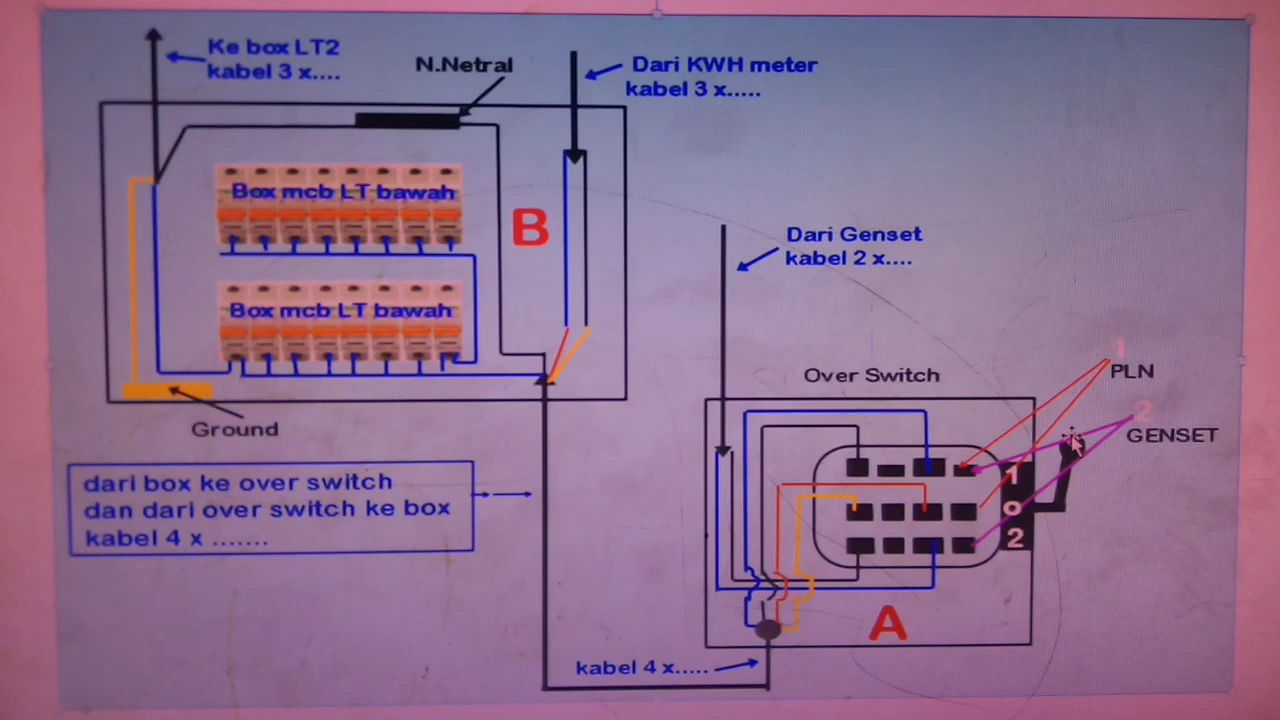 Ke box LT2
kabel 3 x....
N.Netral
Dari KWH meter
kabel 3 x.....
Box mcb LT bawah
B
Dari Genset
kabel 2 x....
Box mcb LT bawah
1
PLN
Over Switch
2
GENSET
Ground
1
o
2
dari box ke over switch
dan dari over switch ke box
kabel 4 x .......
A
kabel 4 x.....